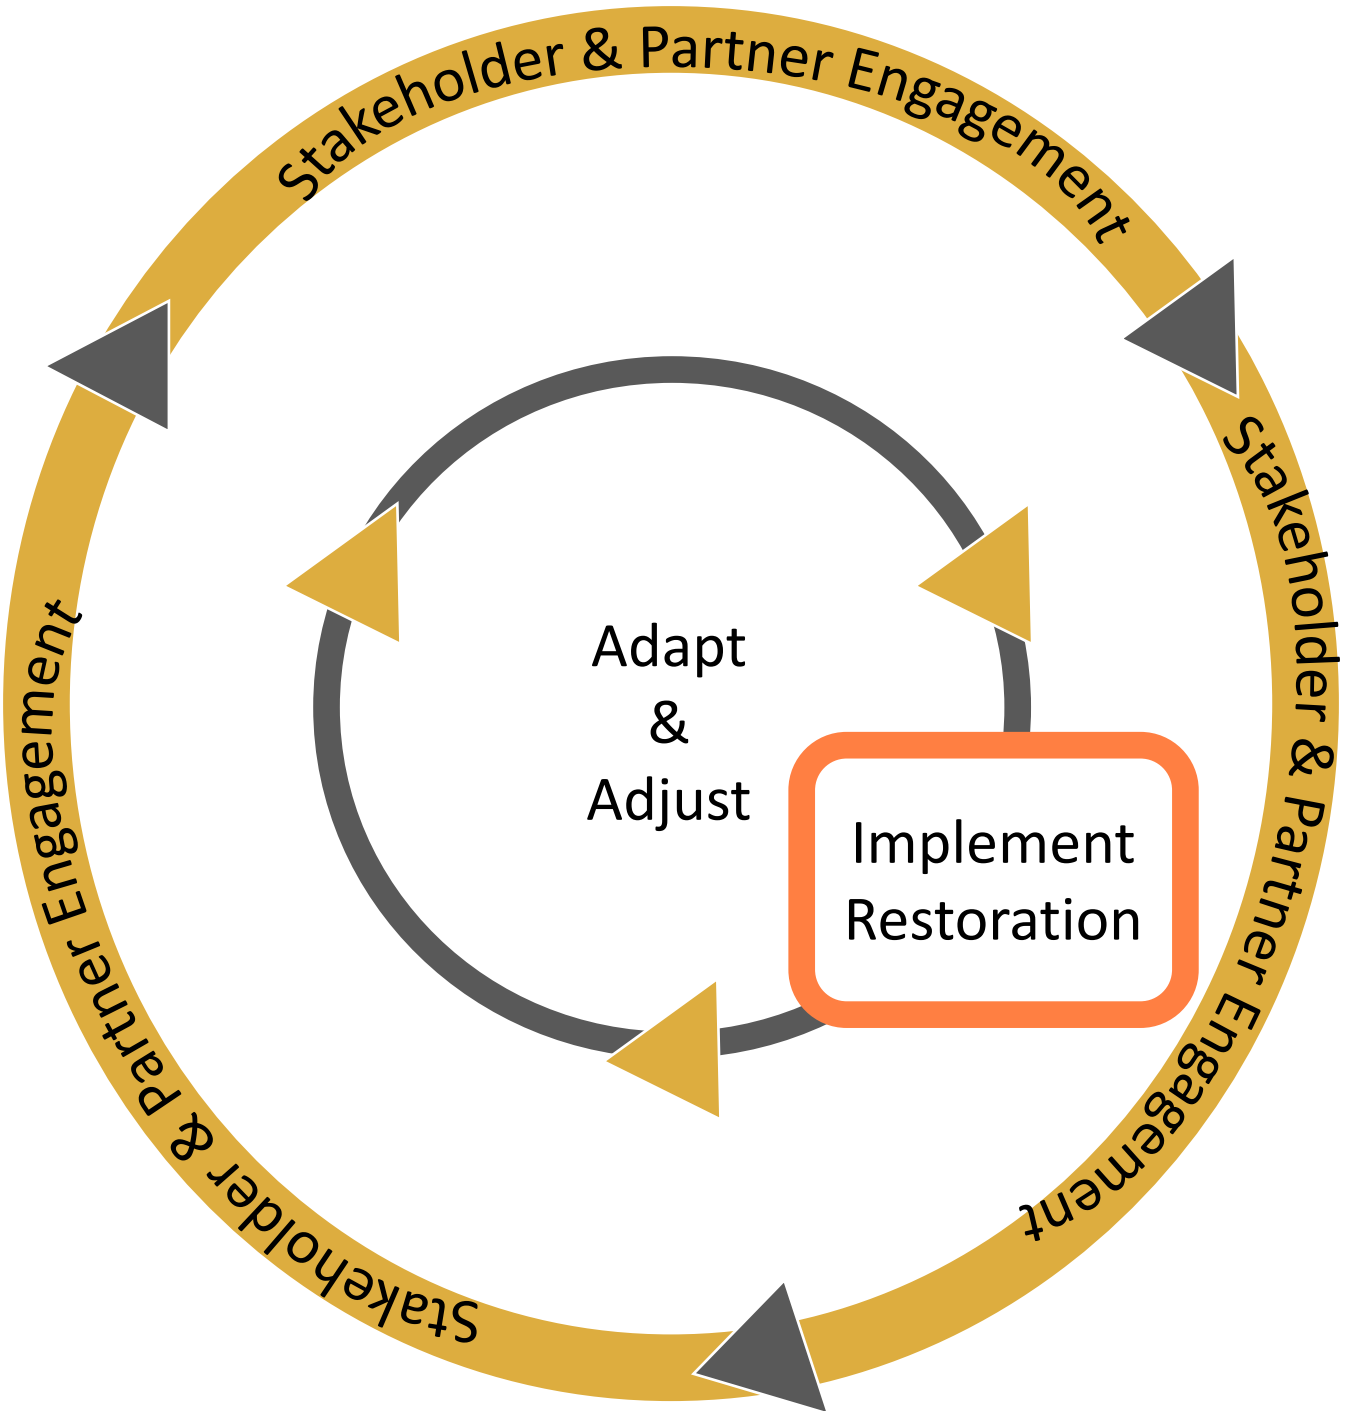 Stakeholder & Partner Engagement
Stakeholder & Partner Engagement
Stakeholder & Partner Engagement
Adapt
&
Adjust
Implement
Restoration